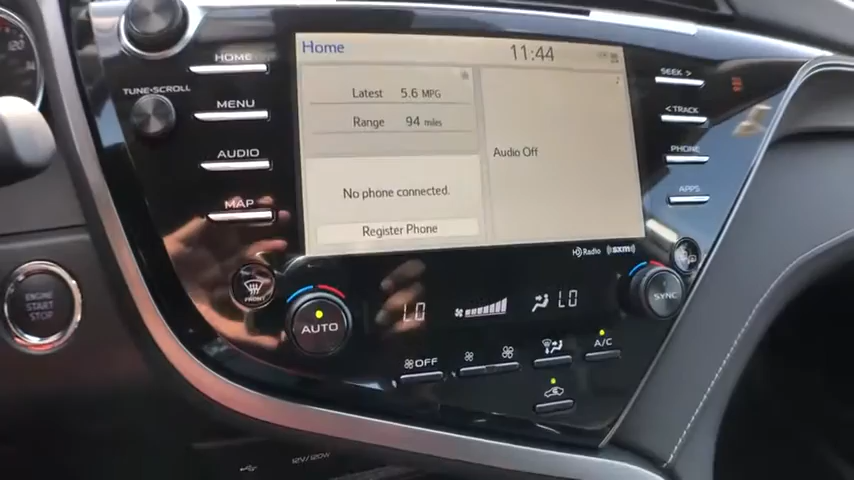 Home
11:44
HOME
TUNE•SCROLL
MENU
AUDIO
MAP
Latest 5.6 MPG
Range 94 miles
Audio Off
No phone connected.
Register Phone
SEEK >
< TRACK
PHONE
APPS
HD Radio ((SXM))
ENGINE
START
STOP
FRONT
AUTO
LO
LO
SYNC
OFF
A/C
12V/120W
120